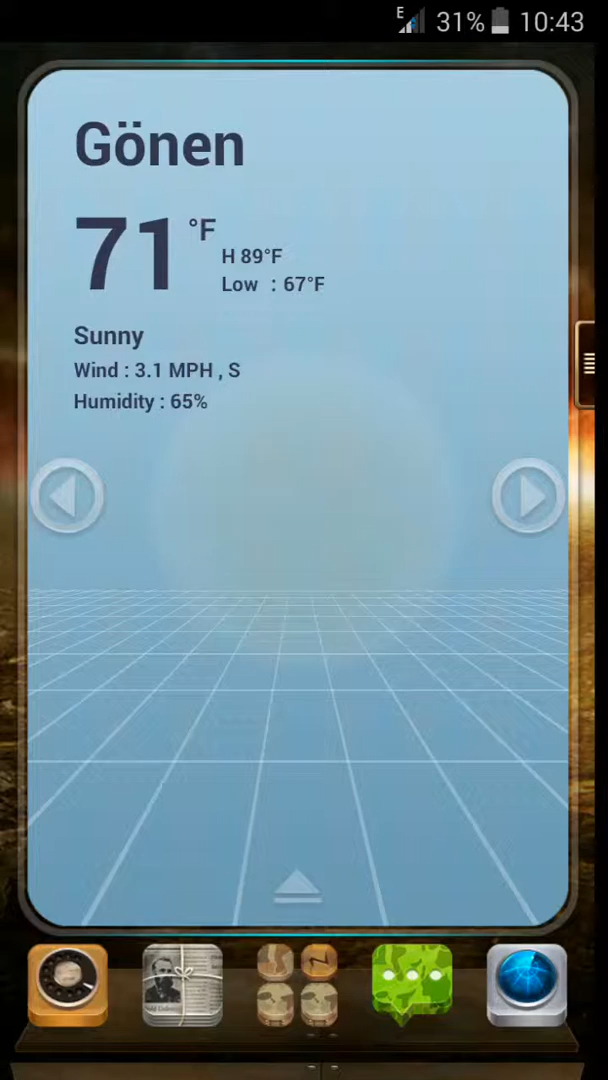 E 31% 10:43
Gönen
71 °F
H 89°F
Low : 67°F
Sunny
Wind : 3.1 MPH , S
Humidity : 65%